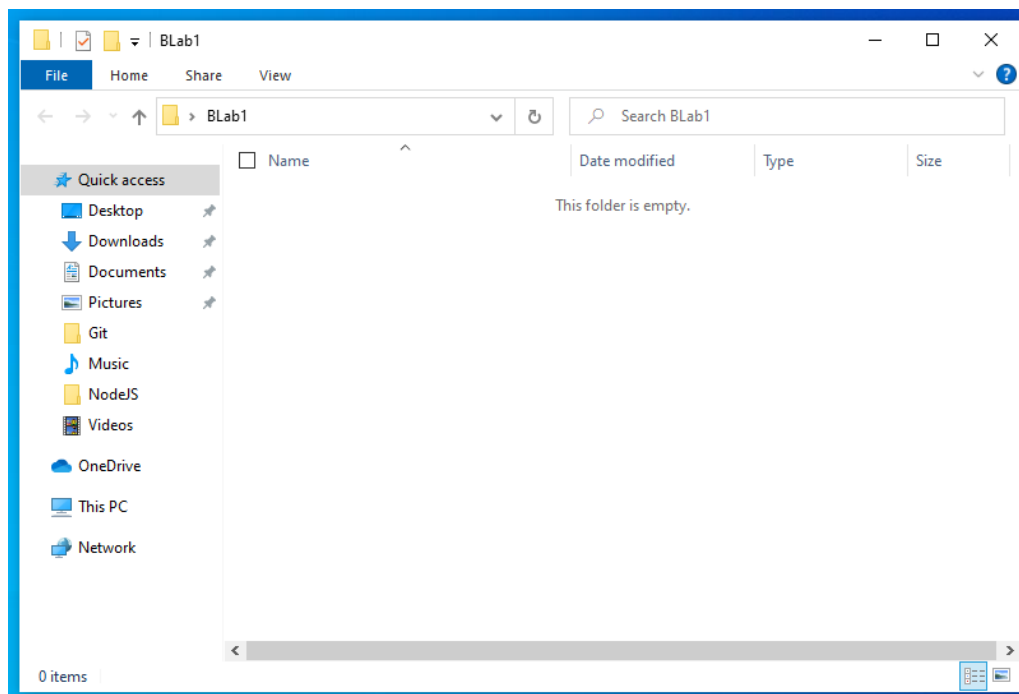 BLab1
File Home Share View
?
BLab1
Search BLab1
Name Date modified Type Size
This folder is empty.
Quick access
Desktop
Downloads
Documents
Pictures
Git
Music
NodeJS
Videos
OneDrive
This PC
Network
0 items